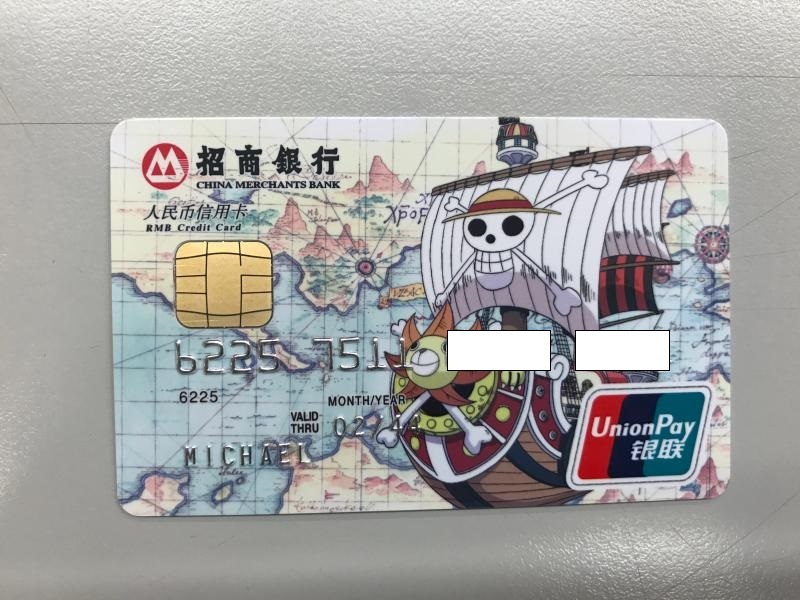 招商银行
CHINA MERCHANTS BANK
人民币信用卡
RMB Credit Card
6225 7511
6225
MONTH/YEAR
VALID THRU 02/44
MICHAEL
UnionPay
银联